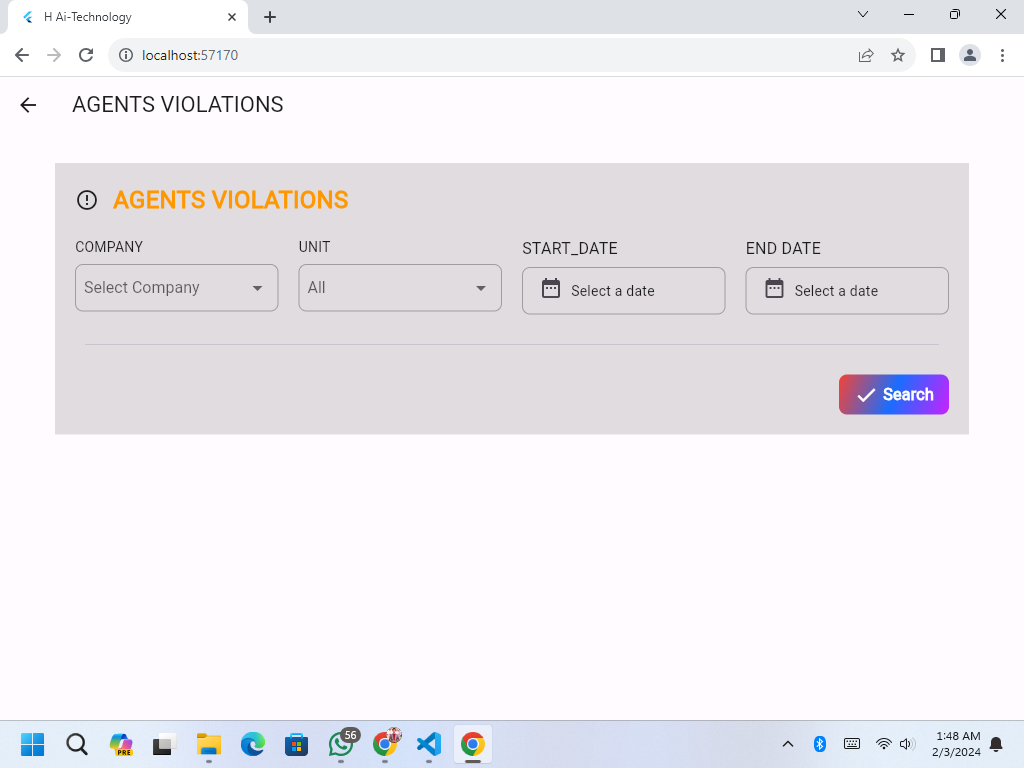 H Ai-Technology
localhost:57170
AGENTS VIOLATIONS
AGENTS VIOLATIONS
COMPANY UNIT START_DATE END DATE
Select Company All Select a date Select a date
Search
56
PRE
1:48 AM
2/3/2024